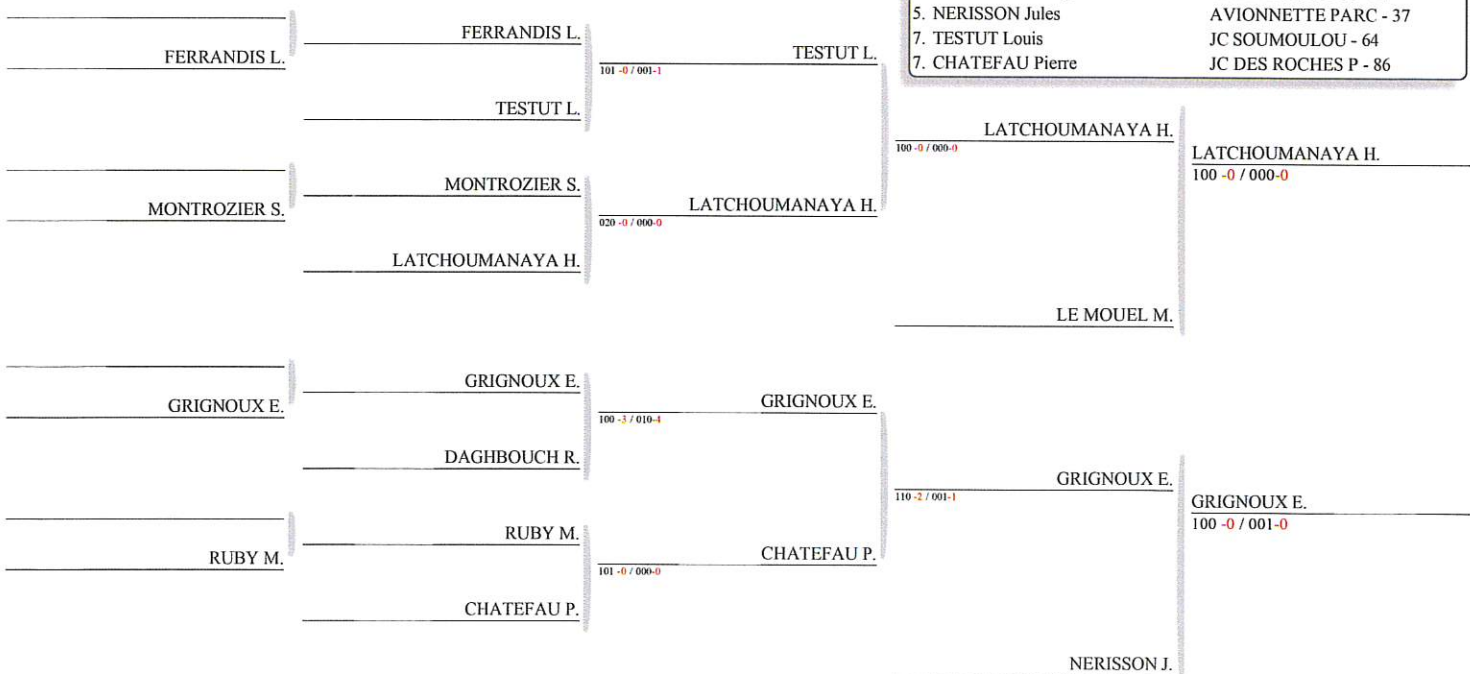 5. NERISSON Jules AVIONNETTE PARC - 37
7. TESTUT Louis JC SOUMOULOU - 64
7. CHATEFAU Pierre JC DES ROCHES P - 86
FERRANDIS L.
MONTROZIER S.
GRIGNOUX E.
RUBY M.
FERRANDIS L.
TESTUT L.
MONTROZIER S.
LATCHOUMANAYA H.
GRIGNOUX E.
DAGHBOUCH R.
RUBY M.
CHATEFAU P.
TESTUT L.
101 -0 / 001-1
LATCHOUMANAYA H.
020 -0 / 000-0
GRIGNOUX E.
100 -3 / 010-4
CHATEFAU P.
101 -0 / 000-0
LATCHOUMANAYA H.
100 -0 / 000-0
LE MOUEL M.
GRIGNOUX E.
110 -2 / 001-1
NERISSON J.
LATCHOUMANAYA H.
100 -0 / 000-0
GRIGNOUX E.
100 -0 / 001-0